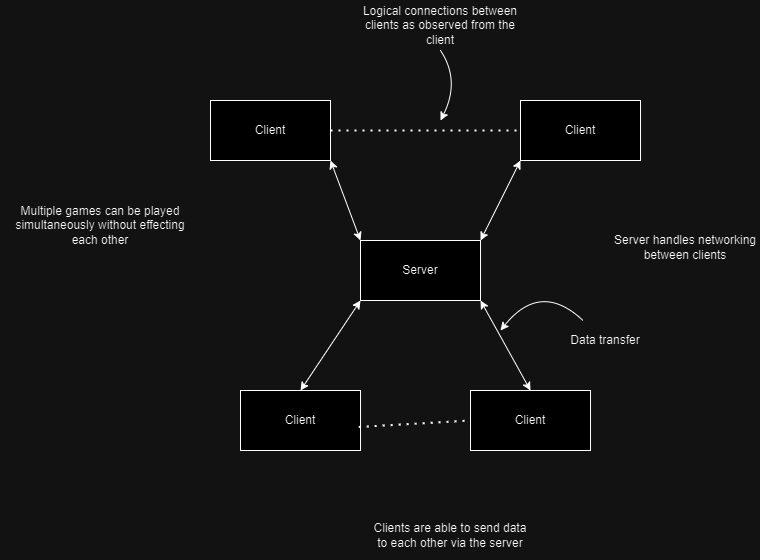 Logical connections between
clients as observed from the
client
Client
Client
Multiple games can be played
simultaneously without effecting
each other
Server handles networking
between clients
Server
Data transfer
Client
Client
Clients are able to send data
to each other via the server